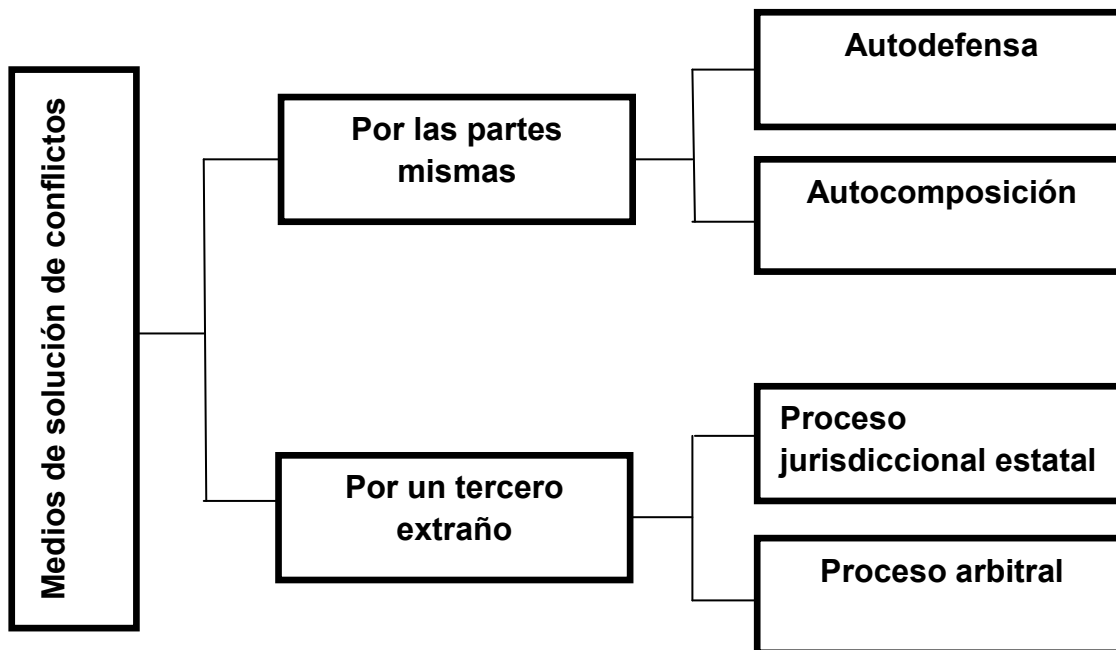 Medios de solución de conflictos
Por las partes
mismas
Autodefensa
Autocomposición
Por un tercero
extraño
Proceso
jurisdiccional estatal
Proceso arbitral